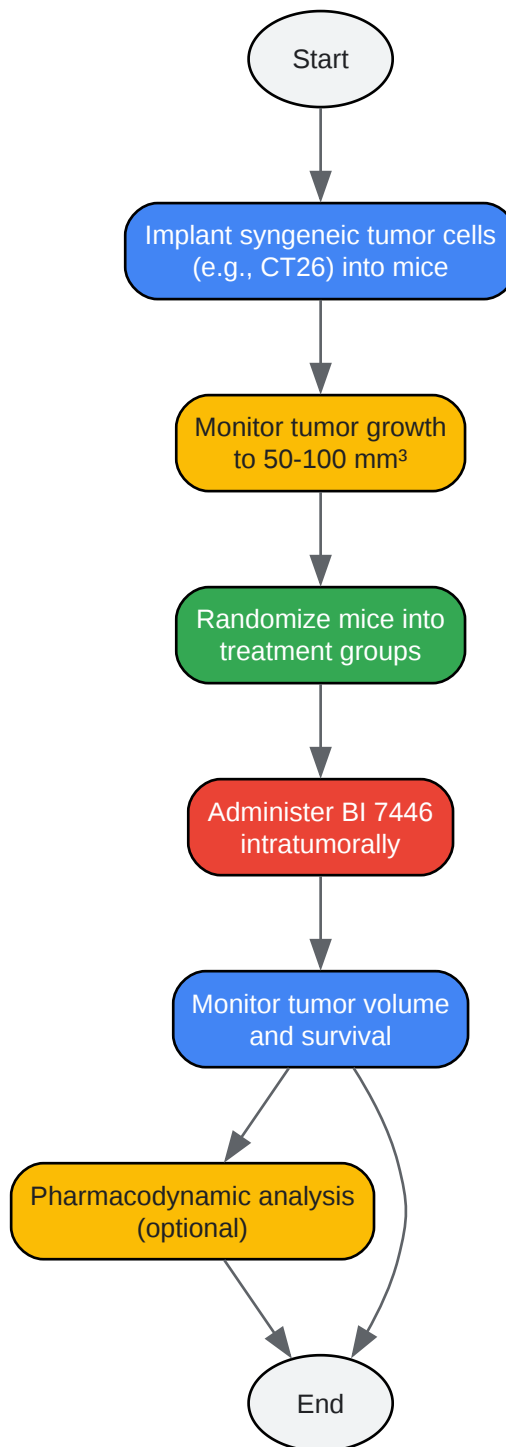 Start
Implant syngeneic tumor cells
(e.g., CT26) into mice
Monitor tumor growth
to 50-100 mm³
Randomize mice into
treatment groups
Administer BI 7446
intratumorally
Monitor tumor volume
and survival
Pharmacodynamic analysis
(optional)
End